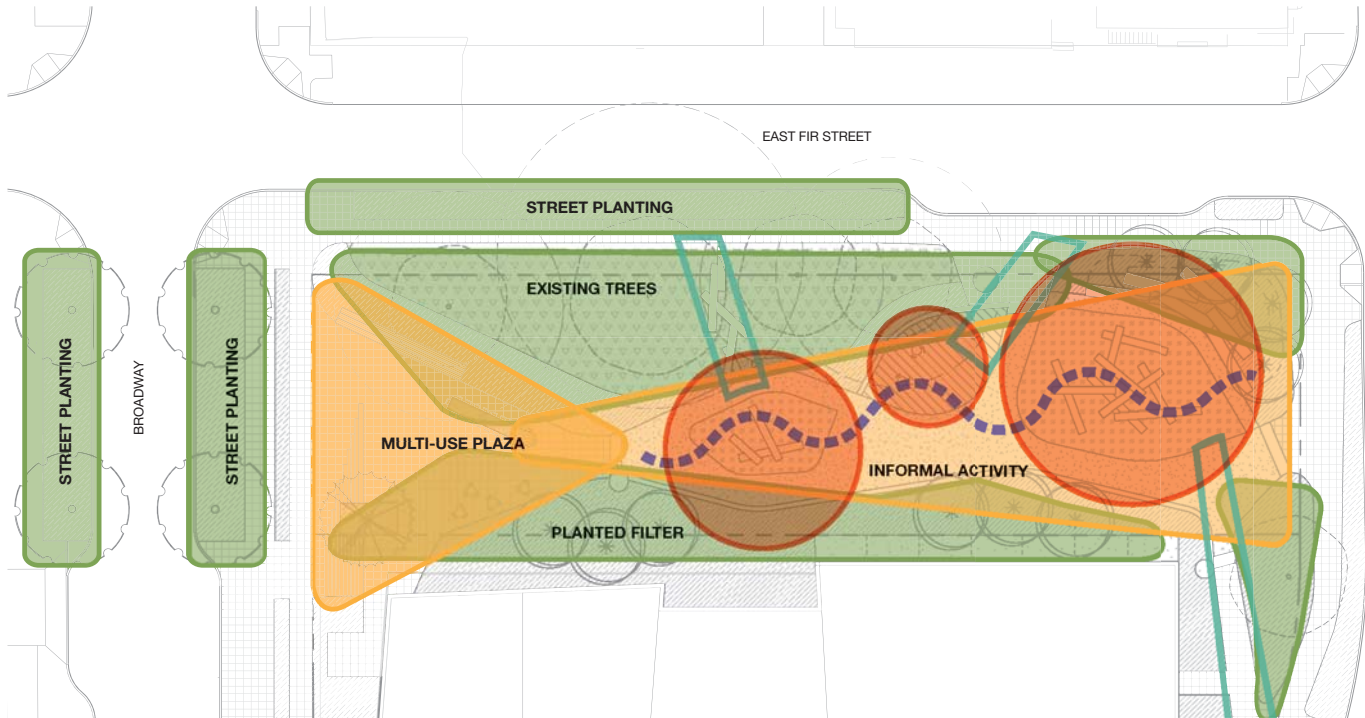 EAST FIR STREET
STREET PLANTING
EXISTING TREES
STREET PLANTING
BROADWAY
STREET PLANTING
MULTI-USE PLAZA
INFORMAL ACTIVITY
PLANTED FILTER